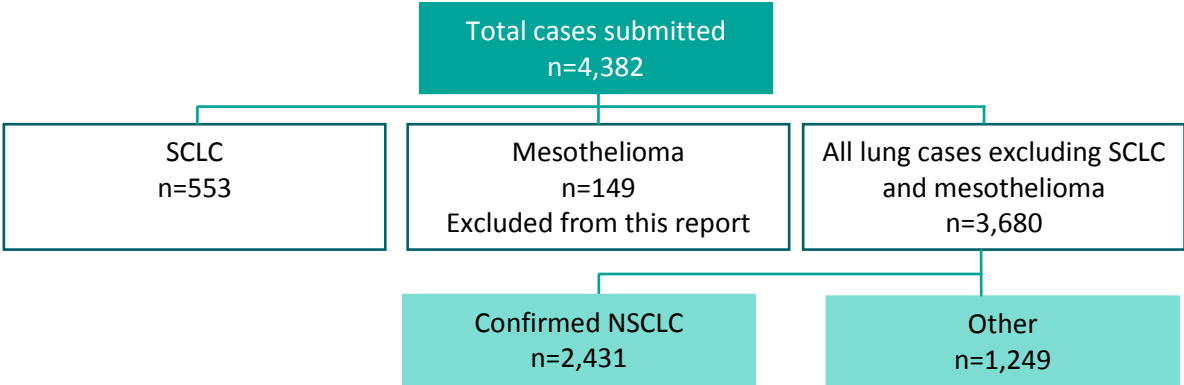 Total cases submitted
n=4,382
SCLC
n=553
Mesothelioma
n=149
Excluded from this report
All lung cases excluding SCLC
and mesothelioma
n=3,680
Confirmed NSCLC
n=2,431
Other
n=1,249